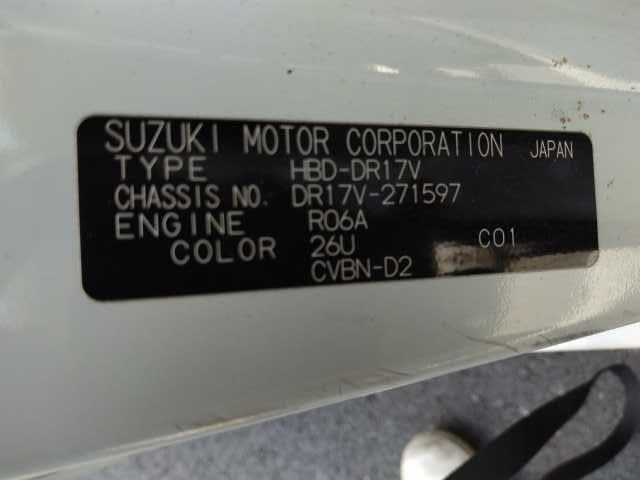 SUZUKI MOTOR CORPORATION JAPAN
TYPE HBD-DR17V
CHASSIS NO. DR17V-271597
ENGINE R06A
COLOR 26U C01
CVBN-D2